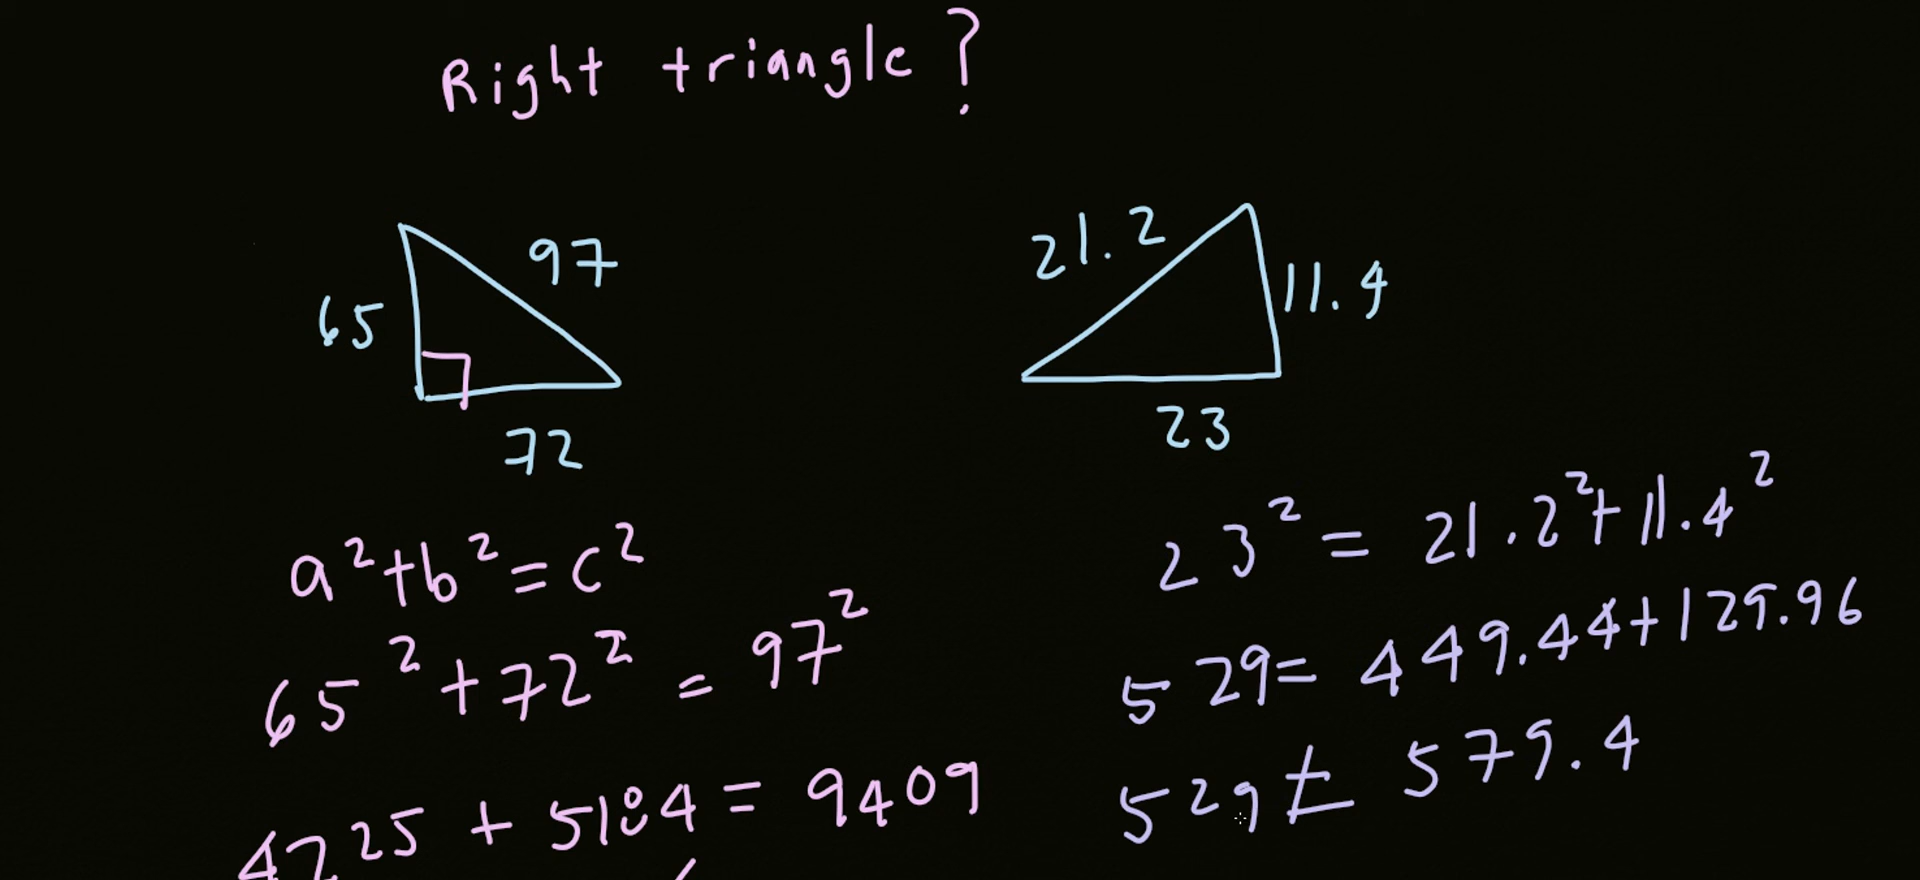 Right triangle?
97
65
72
21.2
11.4
23
a²+b²=c²
65²+72² = 97²
4225 + 5184 = 9409
23² = 21.2²+11.4²
529= 449.44+129.96
529≠ 579.4